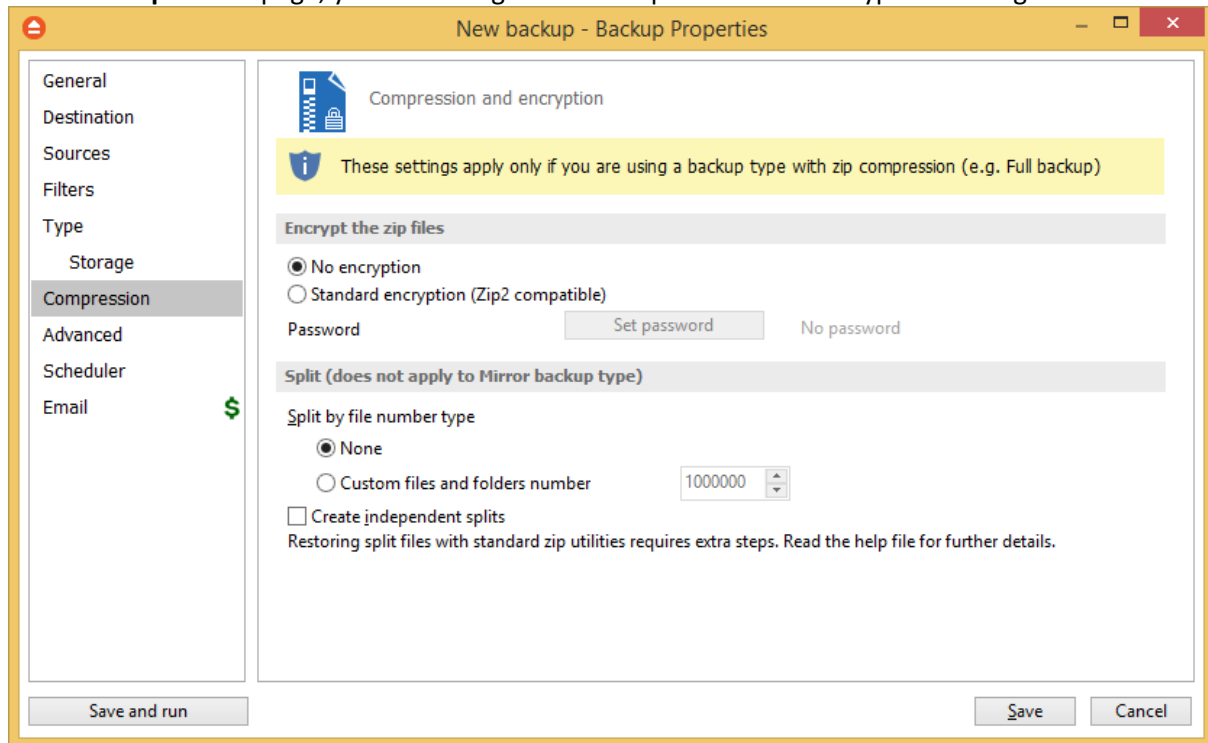 New backup - Backup Properties
General
Destination
Sources
Filters
Type
Storage
Compression
Advanced
Scheduler
Email $
Compression and encryption
These settings apply only if you are using a backup type with zip compression (e.g. Full backup)
Encrypt the zip files
No encryption
Standard encryption (Zip2 compatible)
Password Set password No password
Split (does not apply to Mirror backup type)
Split by file number type
None
Custom files and folders number 1000000
Create independent splits
Restoring split files with standard zip utilities requires extra steps. Read the help file for further details.
Save and run Save Cancel